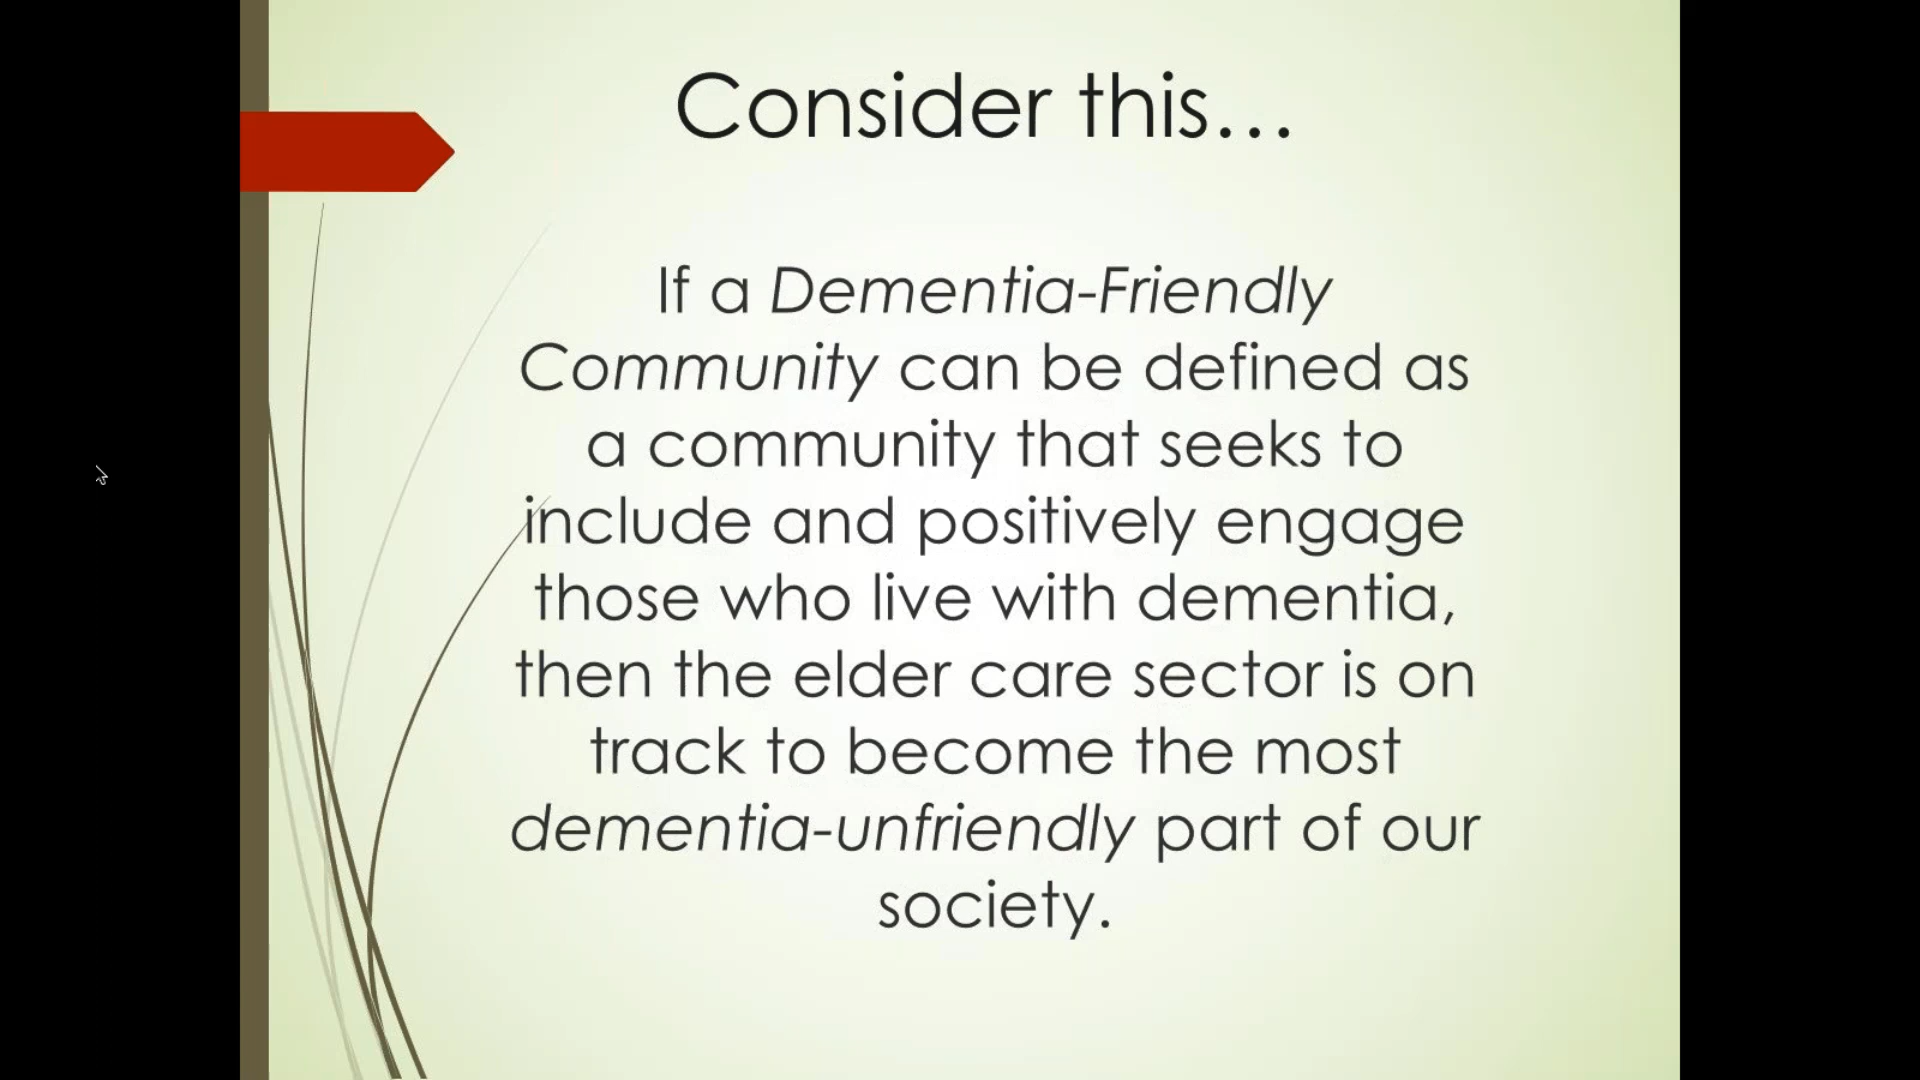 Consider this...
If a Dementia-Friendly
Community can be defined as
a community that seeks to
include and positively engage
those who live with dementia,
then the elder care sector is on
track to become the most
dementia-unfriendly part of our
society.